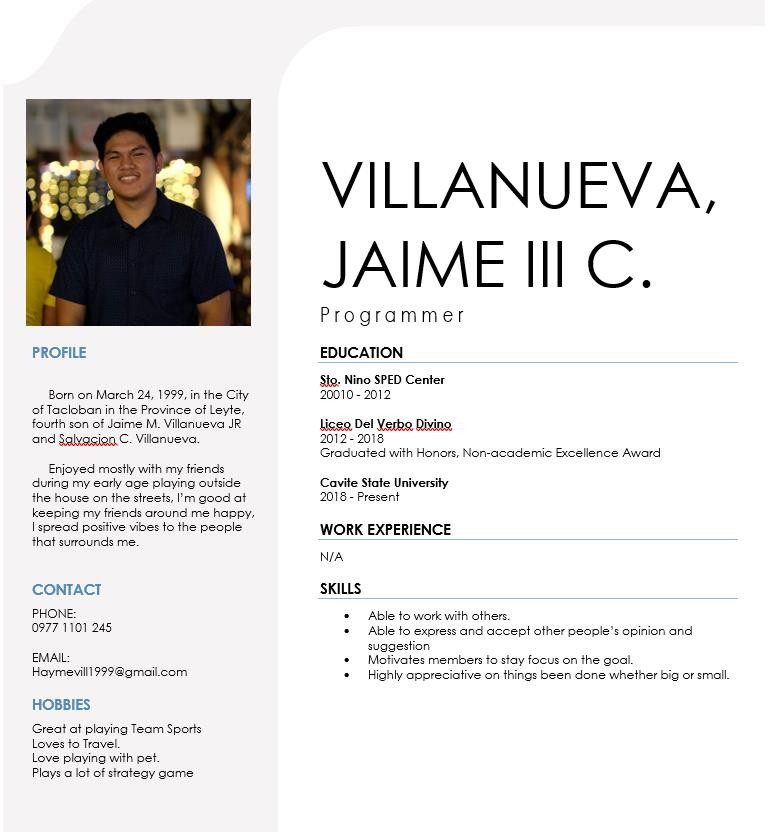 VILLANUEVA,
JAIME III C.
Programmer
PROFILE
Born on March 24, 1999, in the City
of Tacloban in the Province of Leyte,
fourth son of Jaime M. Villanueva JR
and Salvacion C. Villanueva.
Enjoyed mostly with my friends
during my early age playing outside
the house on the streets, I'm good at
keeping my friends around me happy,
I spread positive vibes to the people
that surrounds me.
CONTACT
PHONE:
0977 1101 245
EMAIL:
Haymevill1999@gmail.com
HOBBIES
Great at playing Team Sports
Loves to Travel.
Love playing with pet.
Plays a lot of strategy game
EDUCATION
Sto. Nino SPED Center
20010 - 2012
Liceo Del Verbo Divino
2012 - 2018
Graduated with Honors, Non-academic Excellence Award
Cavite State University
2018 - Present
WORK EXPERIENCE
N/A
SKILLS
• Able to work with others.
• Able to express and accept other people's opinion and
suggestion
• Motivates members to stay focus on the goal.
• Highly appreciative on things been done whether big or small.